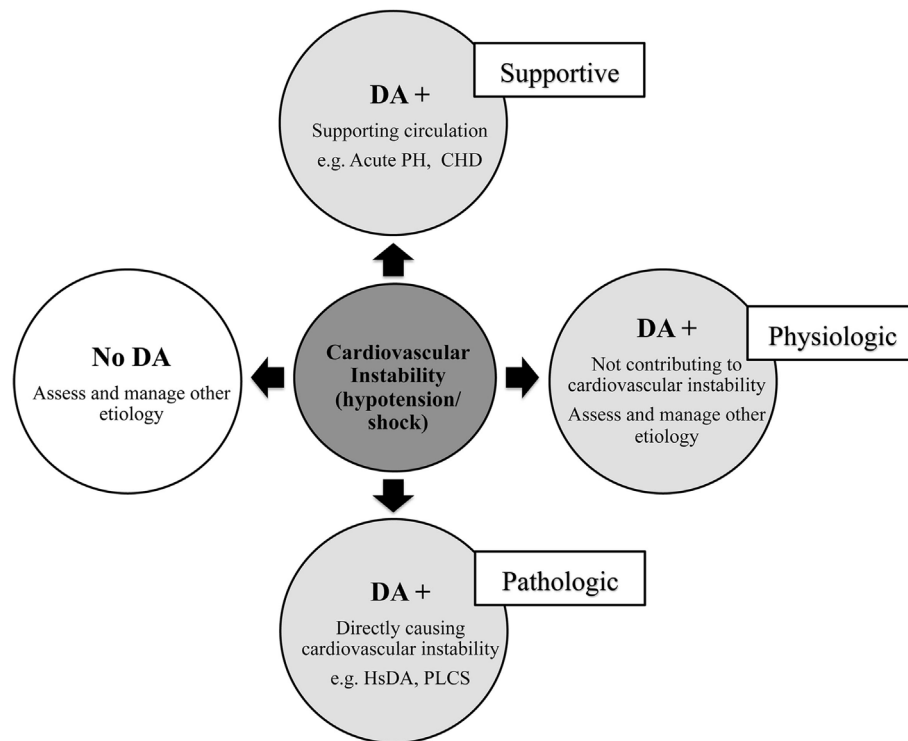 Supportive
DA +
Supporting circulation
e.g. Acute PH, CHD
No DA
Assess and manage other
etiology
Cardiovascular
Instability
(hypotension/
shock)
Physiologic
DA +
Not contributing to
cardiovascular instability
Assess and manage other
etiology
Pathologic
DA +
Directly causing
cardiovascular instability
e.g. HsDA, PLCS